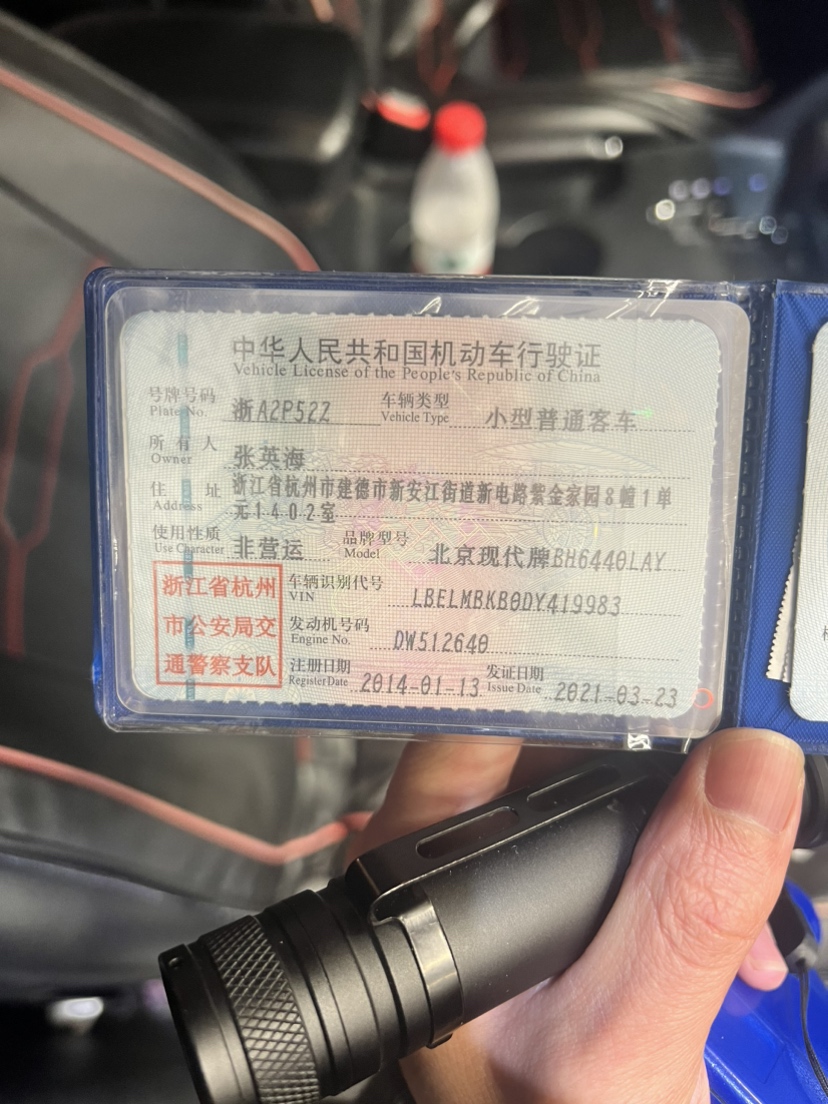 中华人民共和国机动车行驶证
Vehicle License of the People's Republic of China
号牌号码 浙A2P52Z 车辆类型 小型普通客车
Plate No. Vehicle Type
所有人 张英海
Owner
住址 浙江省杭州市建德市新安江街道新电路紫金家园8幢1单
Address 元1402室
使用性质 非营运 品牌型号 北京现代牌BH6440LAY
Use Character Model
浙江省杭州
市公安局交
通警察支队
车辆识别代号 LBELMBKB0DY419983
VIN
发动机号码 DW512640
Engine No.
注册日期 2014-01-13 发证日期 2021-03-23
Register Date Issue Date